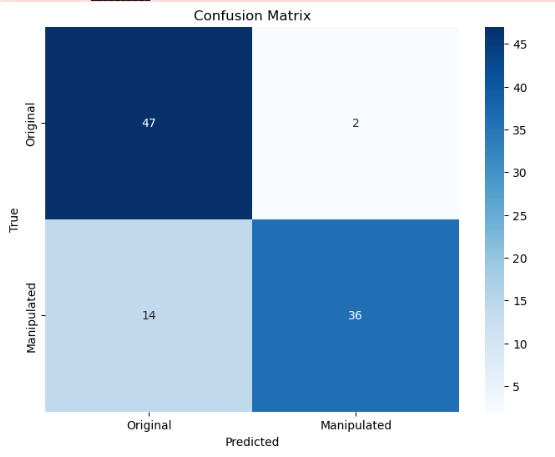 Confusion Matrix
True
Original
47
2
Manipulated
14
36
Original
Manipulated
Predicted
45
40
35
30
25
20
15
10
5